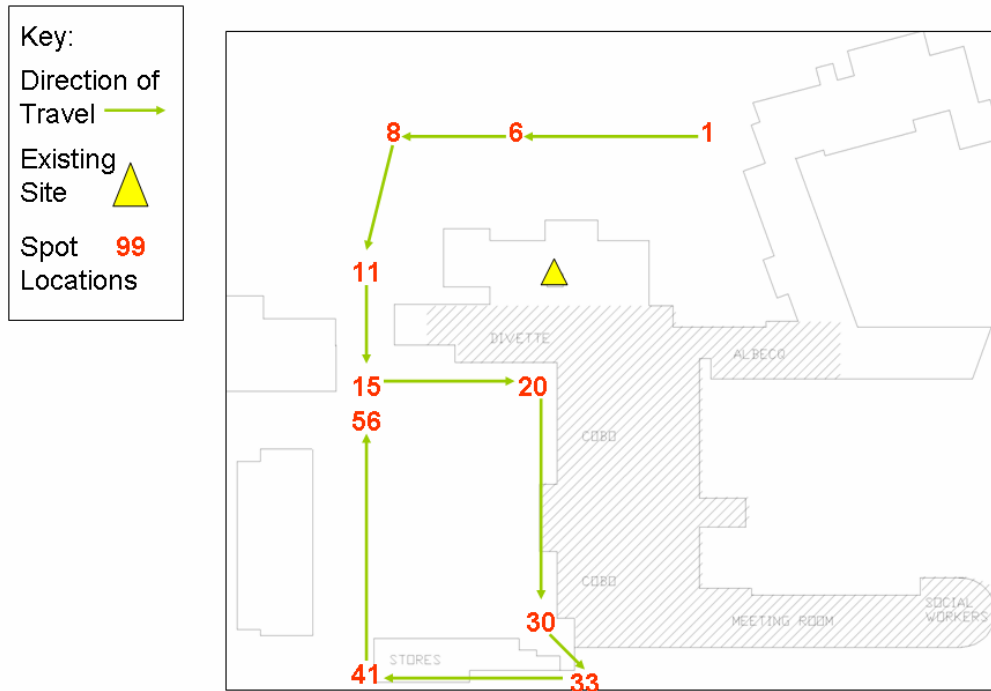 Key:
Direction of
Travel
Existing
Site
Spot 99
Locations
8 6 1
11
DIVETTE
ALBECQ
15 20
56
COBO
COBO
SOCIAL
WORKERS
30 MEETING ROOM
STORES
41 33